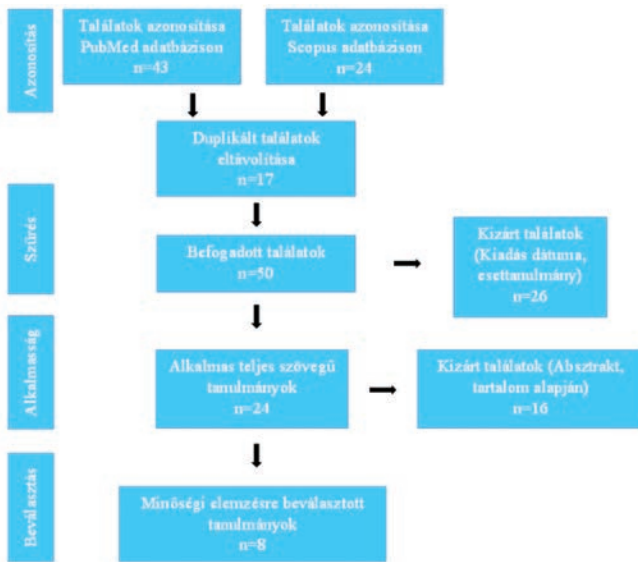 Azonosítás
Találatok azonosítása
PubMed adatbázison
n=43
Találatok azonosítása
Scopus adatbázison
n=24
Duplikált találatok
eltávolítása
n=17
Szűrés
Befogadott találatok
n=50
Kizárt találatok
(Kiadás dátuma,
esettanulmány)
n=26
Alkalmasság
Alkalmas teljes szövegű
tanulmányok
n=24
Kizárt találatok (Absztrakt,
tartalom alapján)
n=16
Beválasztás
Minőségi elemzésre beválasztott
tanulmányok
n=8